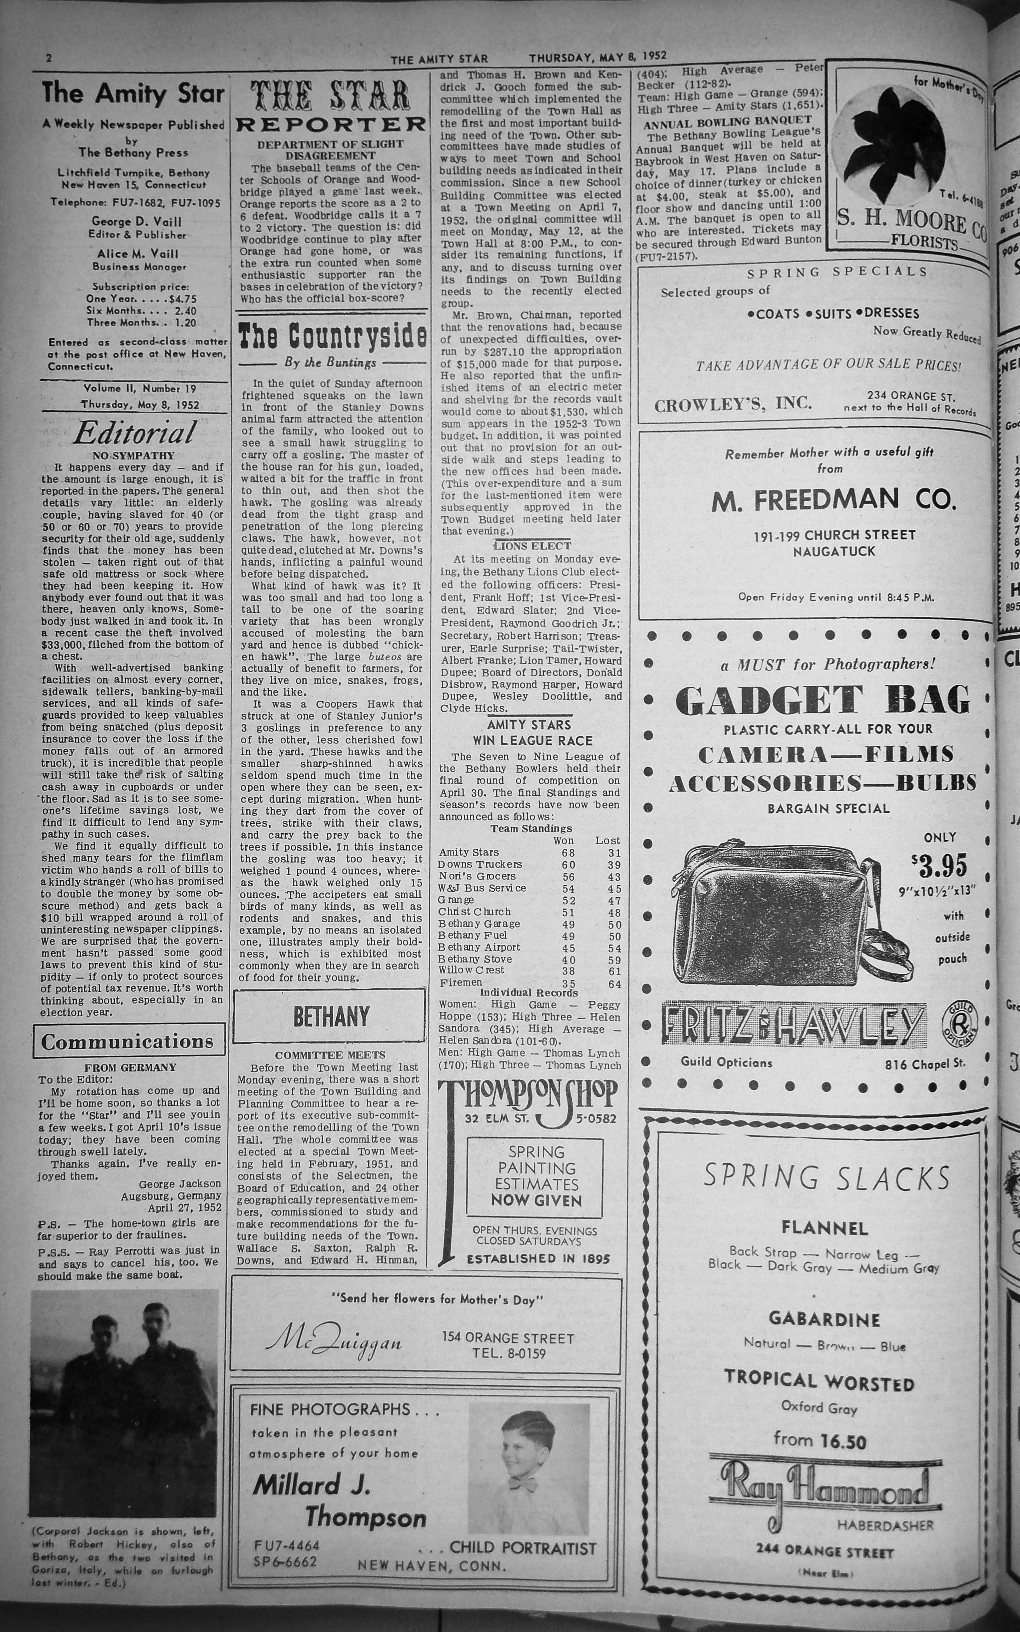 2
THE AMITY STAR THURSDAY, MAY 8, 1952
The Amity Star
A Weekly Newspaper Published
by
The Bethany Press
Litchfield Turnpike, Bethany
New Haven 15, Connecticut
Telephone: FU7-1682, FU7-1095
George D. Vaill
Editor & Publisher
Alice M. Vaill
Business Manager
Subscription price:
One Year. . . . .$4.75
Six Months. . . . 2.40
Three Months. . 1.20
Entered as second-class matter
at the post office at New Haven,
Connecticut.
Volume II, Number 19
Thursday, May 8, 1952
Editorial
NO SYMPATHY
It happens every day — and if
the amount is large enough, it is
reported in the papers. The general
details vary little: an elderly
couple, having slaved for 40 (or
50 or 60 or 70) years to provide
security for their old age, suddenly
finds that the money has been
stolen — taken right out of that
safe old mattress or sock where
they had been keeping it. How
anybody ever found out that it was
there, heaven only knows, Some-
body just walked in and took it. In
a recent case the theft involved
$33,000, filched from the bottom of
a chest.
With well-advertised banking
facilities on almost every corner,
sidewalk tellers, banking-by-mail
services, and all kinds of safe-
guards provided to keep valuables
from being snatched (plus deposit
insurance to cover the loss if the
money falls out of an armored
truck), it is incredible that people
will still take the risk of salting
cash away in cupboards or under
the floor. Sad as it is to see some-
one's lifetime savings lost, we
find it difficult to lend any sym-
pathy in such cases.
We find it equally difficult to
shed many tears for the flimflam
victim who hands a roll of bills to
a kindly stranger (who has promised
to double the money by some ob-
scure method) and gets back a
$10 bill wrapped around a roll of
uninteresting newspaper clippings.
We are surprised that the govern-
ment hasn't passed some good
laws to prevent this kind of stu-
pidity — if only to protect sources
of potential tax revenue. It's worth
thinking about, especially in an
election year.
Communications
FROM GERMANY
To the Editor:
My rotation has come up and
I'll be home soon, so thanks a lot
for the "Star" and I'll see you in
a few weeks. I got April 10's issue
today; they have been coming
through swell lately.
Thanks again. I've really en-
joyed them.
George Jackson
Augsburg, Germany
April 27, 1952
P.S. — The home-town girls are
far superior to der fraulines.
P.S.S. — Ray Perrotti was just in
and says to cancel his, too. We
should make the same boat.
(Corporal Jackson is shown, left,
with Robert Hickey, also of
Bethany, as the two visited in
Goriza, Italy, while on furlough
last winter. - Ed.)
THE STAR
REPORTER
DEPARTMENT OF SLIGHT
DISAGREEMENT
The baseball teams of the Cen-
ter Schools of Orange and Wood-
bridge played a game last week.
Orange reports the score as a 2 to
6 defeat. Woodbridge calls it a 7
to 2 victory. The question is: did
Woodbridge continue to play after
Orange had gone home, or was
the extra run counted when some
enthusiastic supporter ran the
bases in celebration of the victory?
Who has the official box-score?
The Countryside
By the Buntings
In the quiet of Sunday afternoon
frightened squeaks on the lawn
in front of the Stanley Downs
animal farm attracted the attention
of the family, who looked out to
see a small hawk struggling to
carry off a gosling. The master of
the house ran for his gun, loaded,
waited a bit for the traffic in front
to thin out, and then shot the
hawk. The gosling was already
dead from the tight grasp and
penetration of the long piercing
claws. The hawk, however, not
quite dead, clutched at Mr. Downs's
hands, inflicting a painful wound
before being dispatched.
What kind of hawk was it? It
was too small and had too long a
tail to be one of the soaring
variety that has been wrongly
accused of molesting the barn
yard and hence is dubbed "chick-
en hawk". The large buteos are
actually of benefit to farmers, for
they live on mice, snakes, frogs,
and the like.
It was a Coopers Hawk that
struck at one of Stanley Junior's
3 goslings in preference to any
of the other, less cherished fowl
in the yard. These hawks and the
smaller sharp-shinned hawks
seldom spend much time in the
open where they can be seen, ex-
cept during migration. When hunt-
ing they dart from the cover of
trees, strike with their claws,
and carry the prey back to the
trees if possible. In this instance
the gosling was too heavy; it
weighed 1 pound 4 ounces, where-
as the hawk weighed only 15
ounces. The accipeters eat small
birds of many kinds, as well as
rodents and snakes, and this
example, by no means an isolated
one, illustrates amply their bold-
ness, which is exhibited most
commonly when they are in search
of food for their young.
BETHANY
COMMITTEE MEETS
Before the Town Meeting last
Monday evening, there was a short
meeting of the Town Building and
Planning Committee to hear a re-
port of its executive sub-commit-
tee on the remodelling of the Town
Hall. The whole committee was
elected at a special Town Meet-
ing held in February, 1951, and
consists of the Selectmen, the
Board of Education, and 24 other
geographically representative mem-
bers, commissioned to study and
make recommendations for the fu-
ture building needs of the Town.
Wallace S. Saxton, Ralph R.
Downs, and Edward H. Hinman,
and Thomas H. Brown and Ken-
drick J. Gooch formed the sub-
committee which implemented the
remodelling of the Town Hall as
the first and most important build-
ing need of the Town. Other sub-
committees have made studies of
ways to meet Town and School
building needs as indicated in their
commission. Since a new School
Building Committee was elected
at a Town Meeting on April 7,
1952, the original committee will
meet on Monday, May 12, at the
Town Hall at 8:00 P.M., to con-
sider its remaining functions, if
any, and to discuss turning over
its findings on Town Building
needs to the recently elected
group.
Mr. Brown, Chairman, reported
that the renovations had, because
of unexpected difficulties, over-
run by $287.10 the appropriation
of $15,000 made for that purpose.
He also reported that the unfin-
ished items of an electric meter
and shelving for the records vault
would come to about $1,530, which
sum appears in the 1952-3 Town
budget. In addition, it was pointed
out that no provision for an out-
side walk and steps leading to
the new offices had been made.
(This over-expenditure and a sum
for the last-mentioned item were
subsequently approved in the
Town Budget meeting held later
that evening.)
LIONS ELECT
At its meeting on Monday eve-
ing, the Bethany Lions Club elect-
ed the following officers: Presi-
dent, Frank Hoff; 1st Vice-Presi-
dent, Edward Slater; 2nd Vice-
President, Raymond Goodrich Jr.;
Secretary, Robert Harrison; Treas-
urer, Earle Surprise; Tail-Twister,
Albert Franke; Lion Tamer, Howard
Dupee; Board of Directors, Donald
Disbrow, Raymond Harper, Howard
Dupee, Wesley Doolittle, and
Clyde Hicks.
AMITY STARS
WIN LEAGUE RACE
The Seven to Nine League of
the Bethany Bowlers held their
final round of competition on
April 30. The final Standings and
season's records have now been
announced as follows:
Team Standings
Won Lost
Amity Stars 68 31
Downs Truckers 60 39
Nori's Grocers 56 43
W&J Bus Service 54 45
Grange 52 47
Christ Church 51 48
Bethany Garage 49 50
Bethany Fuel 49 50
Bethany Airport 45 54
Bethany Stove 40 59
Willow Crest 38 61
Firemen 35 64
Individual Records
Women: High Game — Peggy
Hoppe (153); High Three — Helen
Sandora (345); High Average —
Helen Sandora (101-60).
Men: High Game — Thomas Lynch
(170); High Three — Thomas Lynch
(404); High Average — Peter
Becker (112-82).
Team: High Game — Grange (594);
High Three — Amity Stars (1,651).
ANNUAL BOWLING BANQUET
The Bethany Bowling League's
Annual Banquet will be held at
Baybrook in West Haven on Satur-
day, May 17. Plans include a
choice of dinner (turkey or chicken
at $4.00, steak at $5.00), and
floor show and dancing until 1:00
A.M. The banquet is open to all
who are interested. Tickets may
be secured through Edward Bunton
(FU7-2157).
for Mother's Day
Tel. 6-4188
S. H. MOORE CO
FLORISTS
SPRING SPECIALS
Selected groups of
•COATS •SUITS •DRESSES
Now Greatly Reduced
TAKE ADVANTAGE OF OUR SALE PRICES!
CROWLEY'S, INC.
234 ORANGE ST.
next to the Hall of Records
Remember Mother with a useful gift
from
M. FREEDMAN CO.
191-199 CHURCH STREET
NAUGATUCK
Open Friday Evening until 8:45 P.M.
a MUST for Photographers!
GADGET BAG
PLASTIC CARRY-ALL FOR YOUR
CAMERA—FILMS
ACCESSORIES—BULBS
BARGAIN SPECIAL
ONLY
$3.95
9"x10½"x13"
with
outside
pouch
FRITZ & HAWLEY
GUILD OPTICIANS
Guild Opticians 816 Chapel St.
THOMPSON SHOP
32 ELM ST. 5-0582
SPRING
PAINTING
ESTIMATES
NOW GIVEN
OPEN THURS. EVENINGS
CLOSED SATURDAYS
ESTABLISHED IN 1895
"Send her flowers for Mother's Day"
McQuiggan
154 ORANGE STREET
TEL. 8-0159
FINE PHOTOGRAPHS . . .
taken in the pleasant
atmosphere of your home
Millard J.
Thompson
FU7-4464
SP6-6662
. . . CHILD PORTRAITIST
NEW HAVEN, CONN.
SPRING SLACKS
FLANNEL
Back Strap — Narrow Leg —
Black — Dark Gray — Medium Gray
GABARDINE
Natural — Brown — Blue
TROPICAL WORSTED
Oxford Gray
from 16.50
Ray Hammond
HABERDASHER
244 ORANGE STREET
(Near Elm)